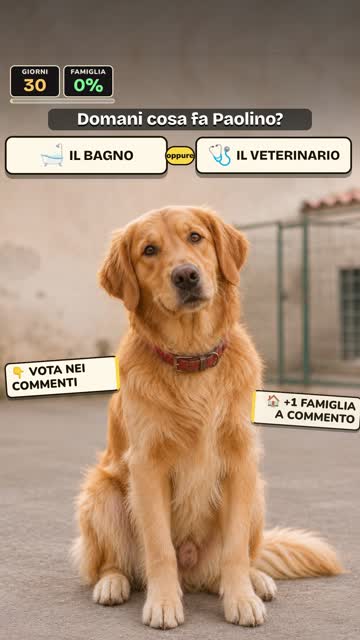 GIORNI
30
FAMIGLIA
0%
Domani cosa fa Paolino?
IL BAGNO
oppure
IL VETERINARIO
VOTA NEI
COMMENTI
+1 FAMIGLIA
A COMMENTO